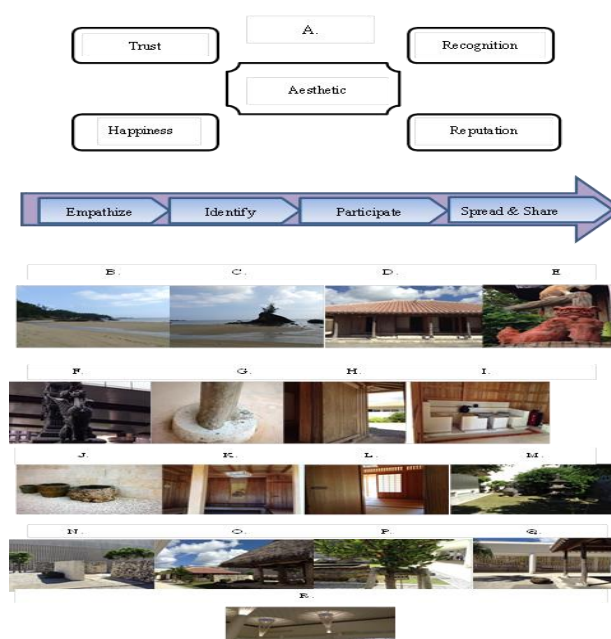 A.
Trust
Recognition
Aesthetic
Happiness
Reputation
Empathize
Identify
Participate
Spread & Share
B. C. D. E.
F. G. H. I.
J. K. L. M.
N. O. P. Q.
R.